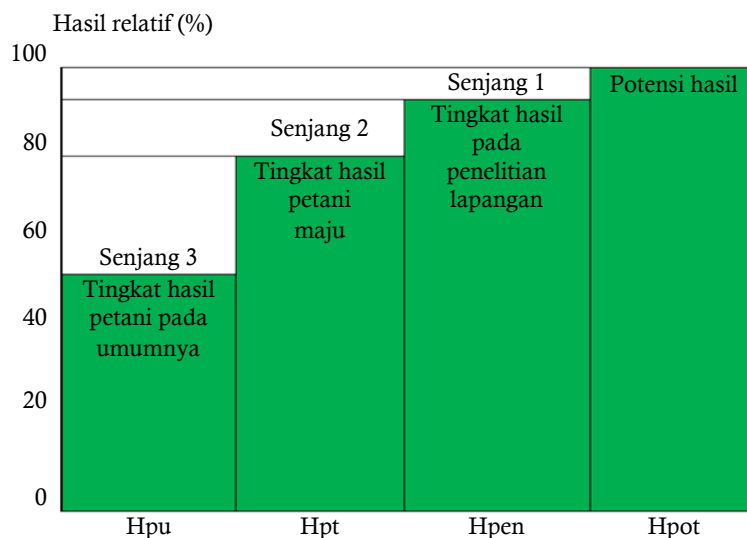 Hasil relatif (%)
100
80
60
40
20
0
Senjang 1
Senjang 2
Senjang 3
Potensi hasil
Tingkat hasil
pada
penelitian
lapangan
Tingkat hasil
petani
maju
Tingkat hasil
petani pada
umumnya
Hpu
Hpt
Hpen
Hpot